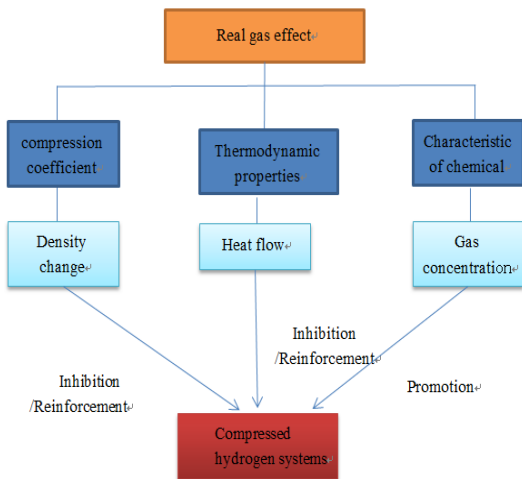 Real gas effect↵
compression
coefficient↵
Thermodynamic
properties↵
Characteristic
of chemical↵
Density
change↵
Heat flow↵
Gas
concentration↵
Inhibition
/Reinforcement↵
Inhibition
/Reinforcement↵
Promotion↵
Compressed
hydrogen systems↵